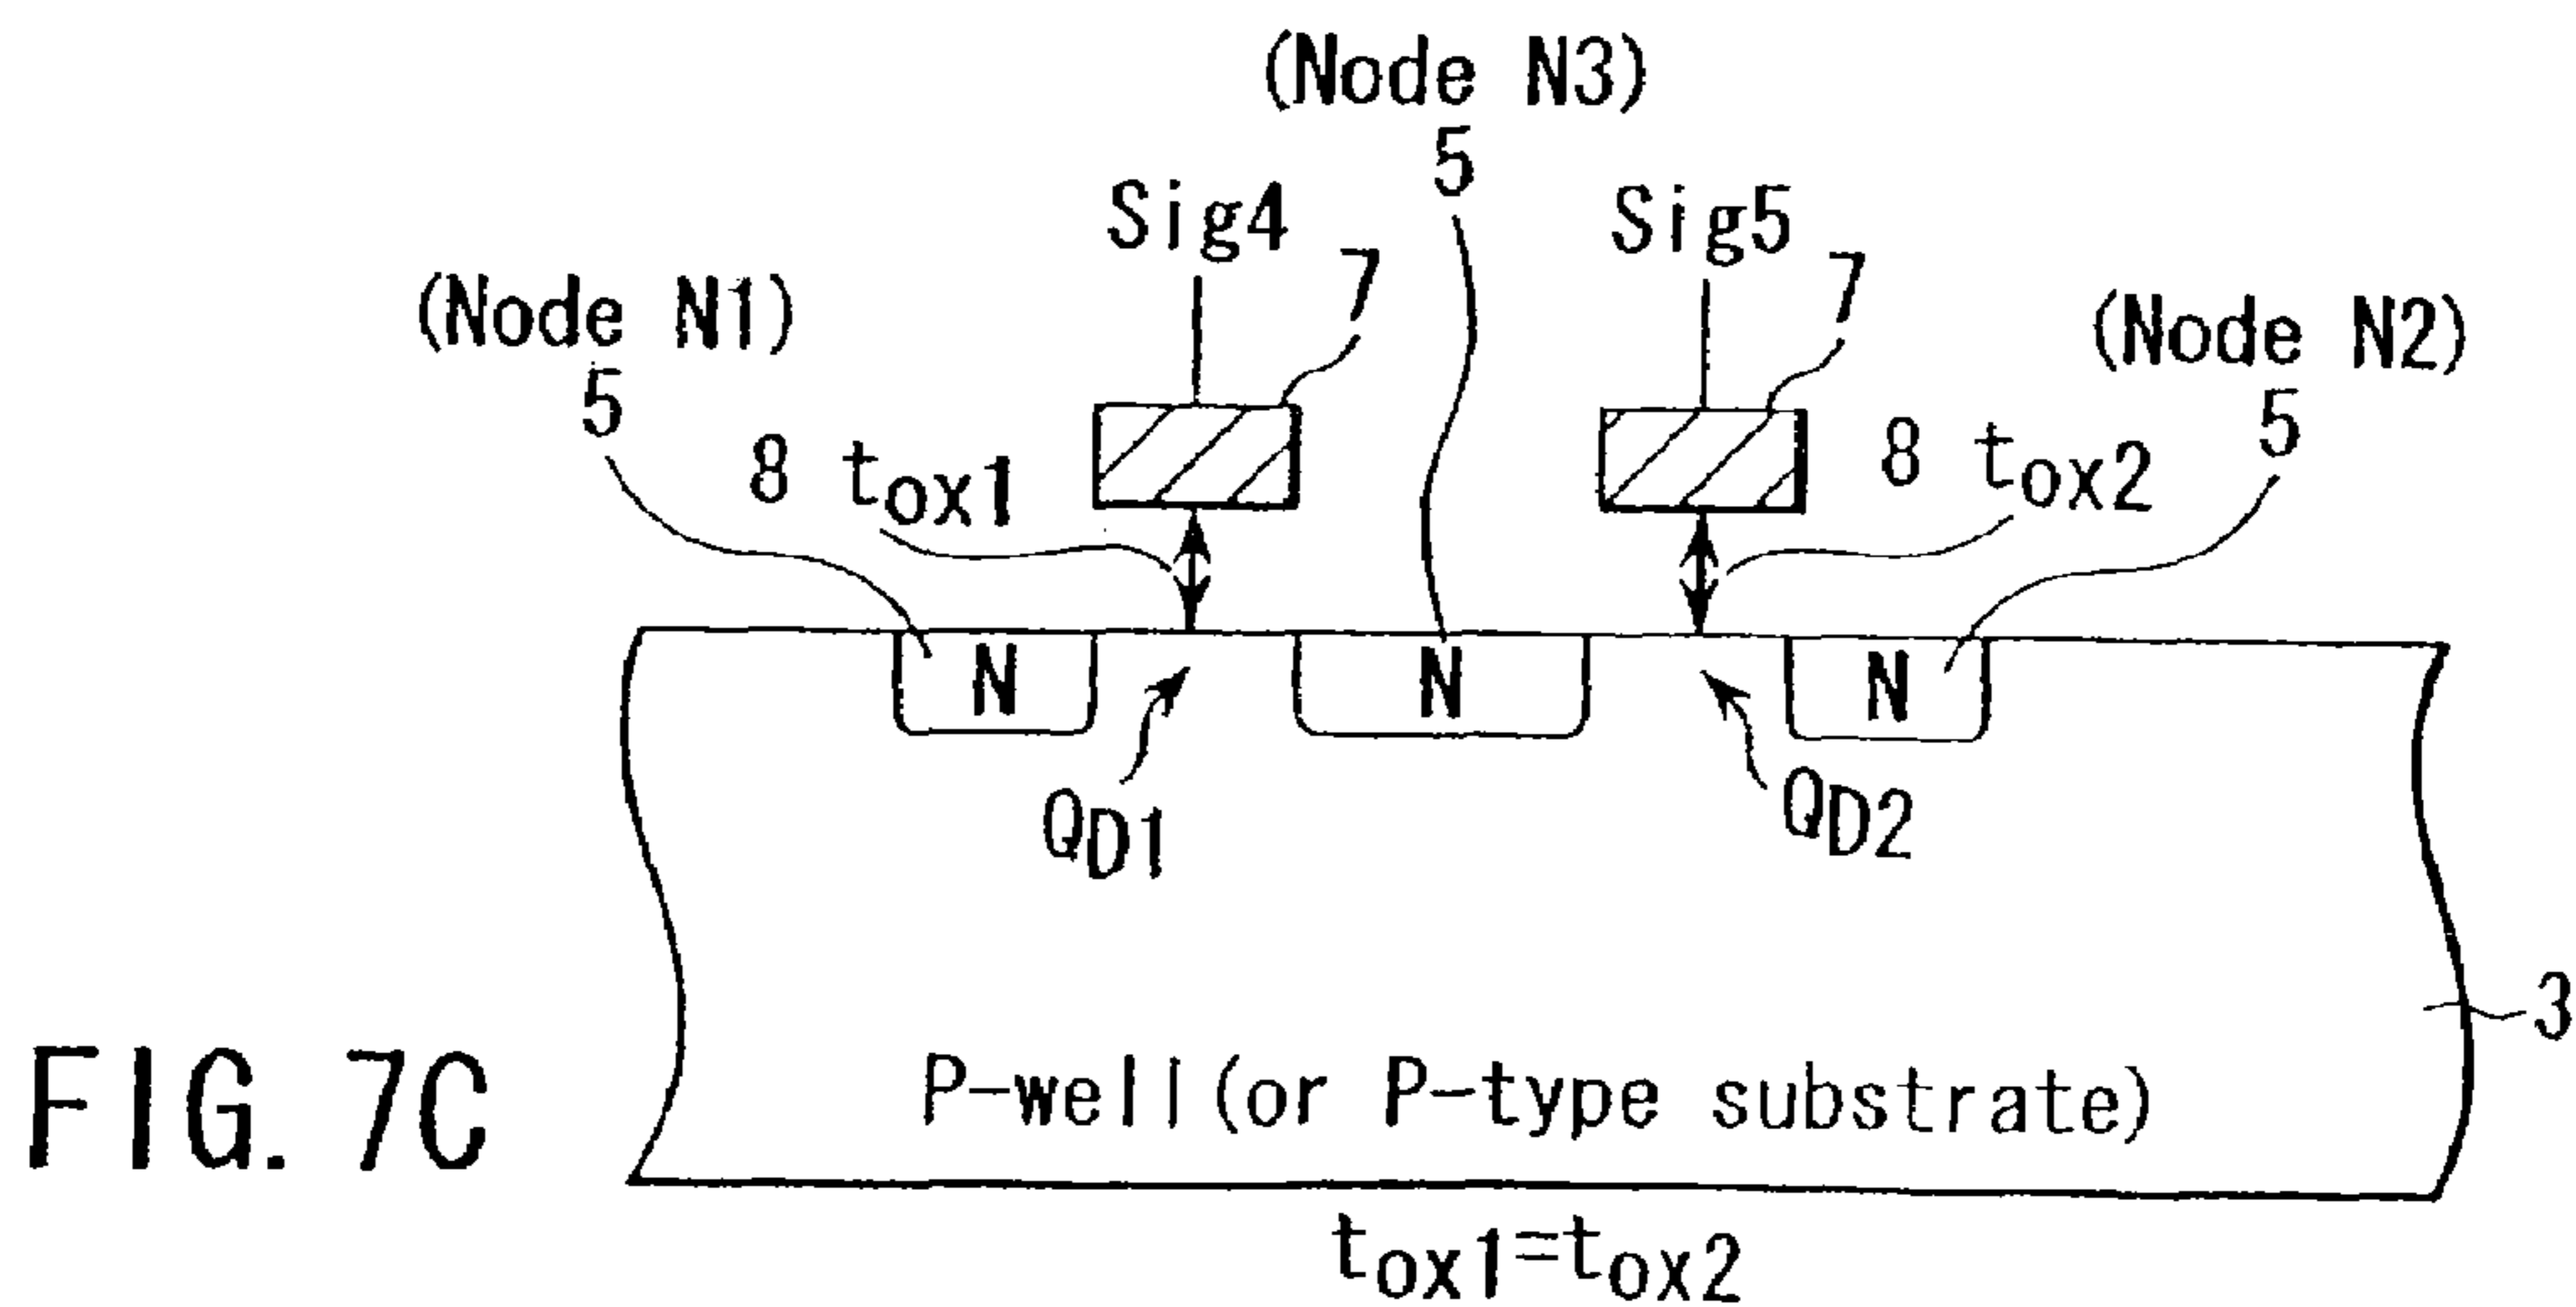 (Node N3)
5
Sig4
7
Sig5
7
(Node N1)
5
(Node N2)
5
8 tox1
8 tox2
N
N
N
QD1
QD2
3
P-well(or P-type substrate)
FIG. 7C
tox1=tox2